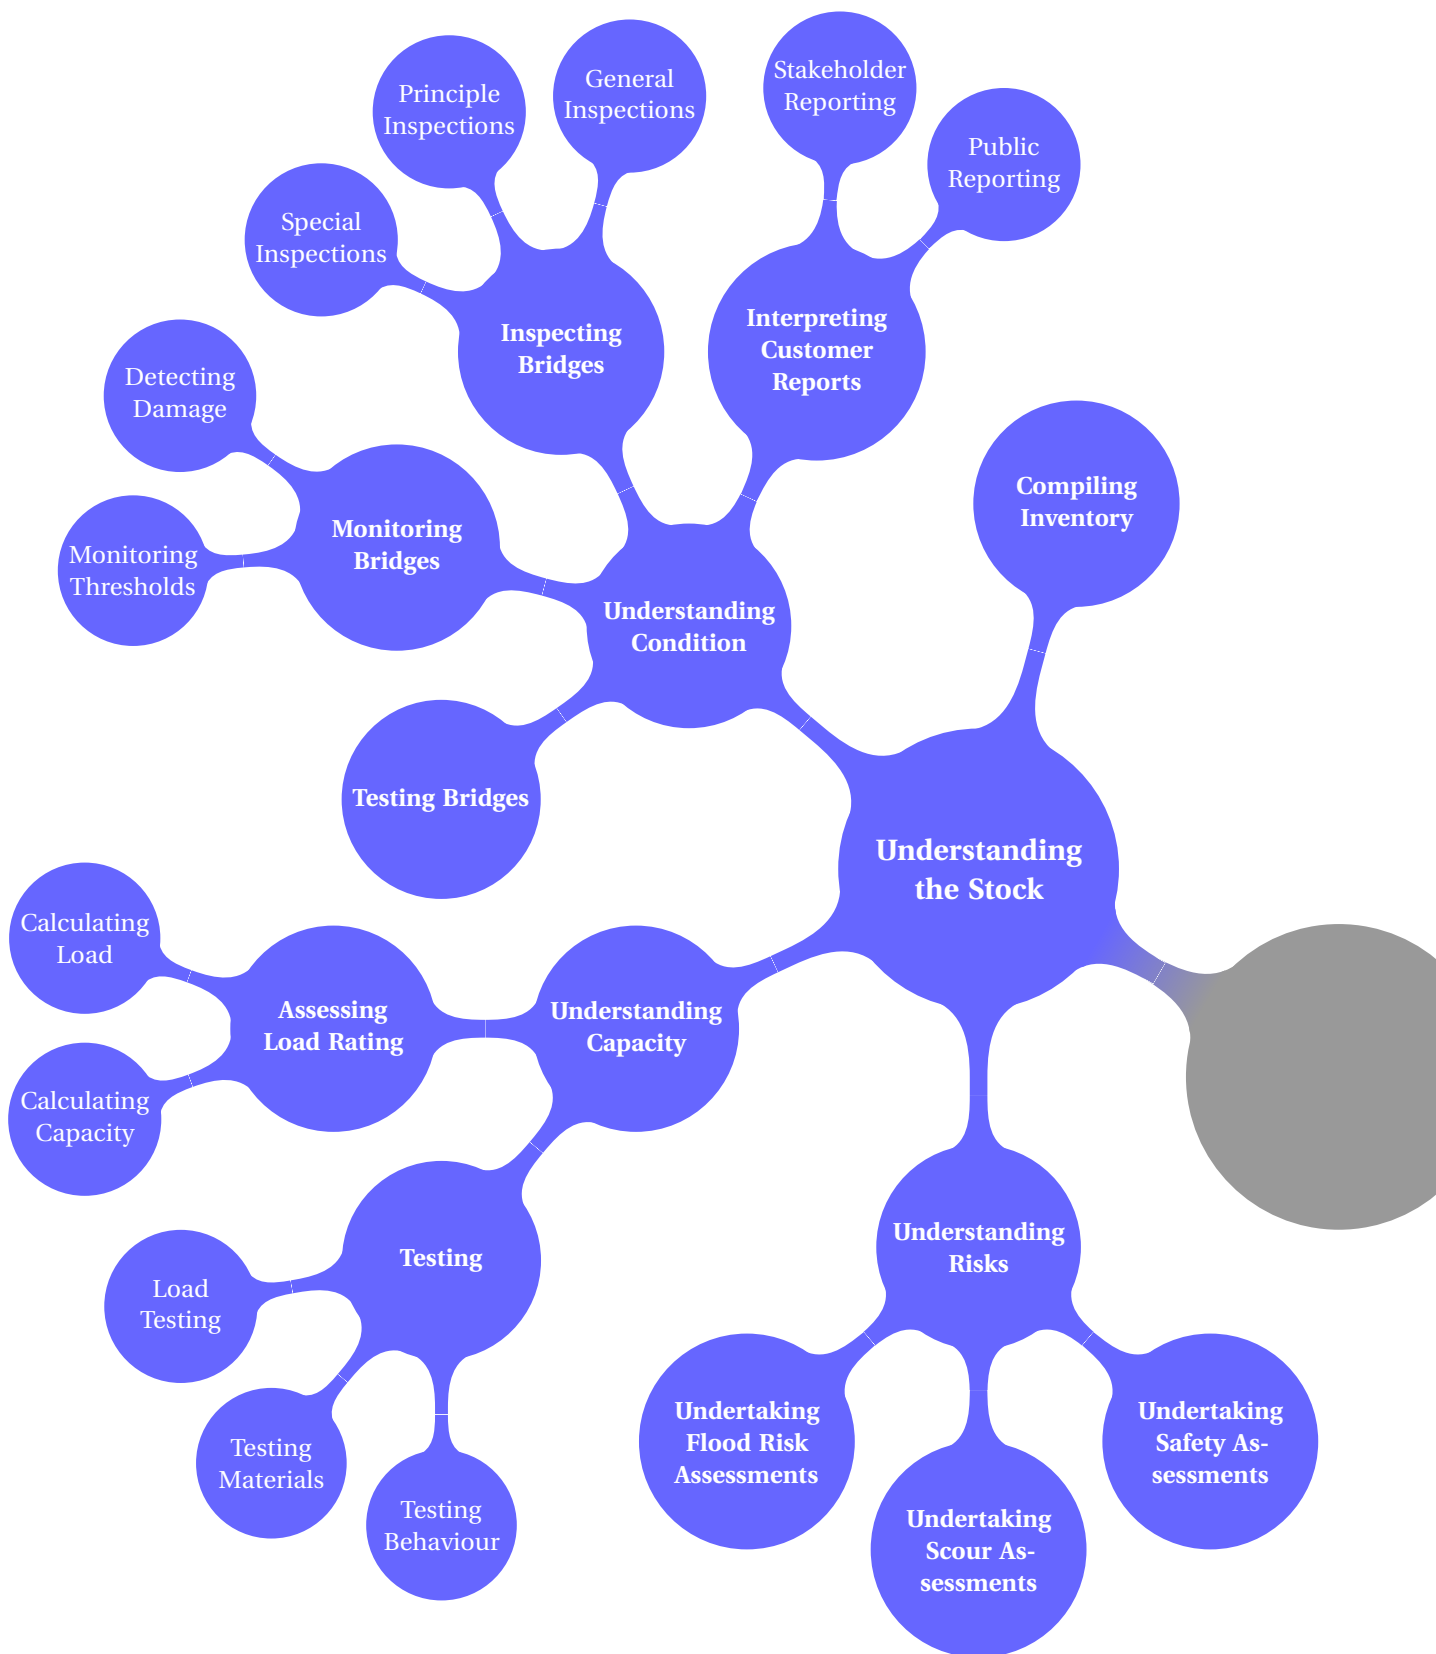 Stakeholder
Reporting
General
Inspections
Principle
Inspections
Public
Reporting
Special
Inspections
Interpreting
Customer
Reports
Inspecting
Bridges
Detecting
Damage
Compiling
Inventory
Monitoring
Bridges
Monitoring
Thresholds
Understanding
Condition
Testing Bridges
Understanding
the Stock
Calculating
Load
Assessing
Load Rating
Understanding
Capacity
Calculating
Capacity
Testing
Understanding
Risks
Load
Testing
Undertaking
Flood Risk
Assessments
Undertaking
Safety As-
sessments
Testing
Materials
Testing
Behaviour
Undertaking
Scour As-
sessments